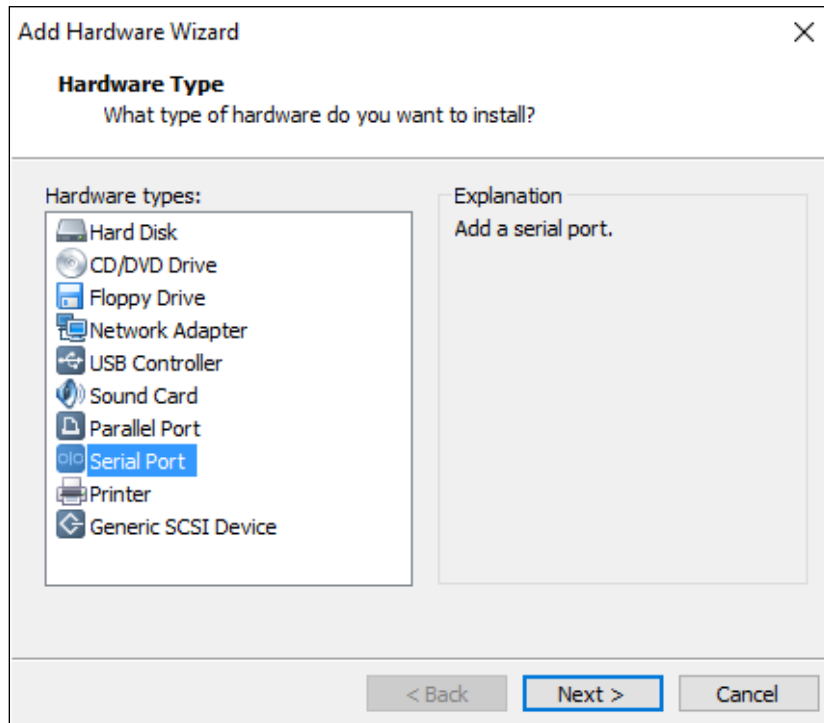 Add Hardware Wizard
Hardware Type
What type of hardware do you want to install?
Hardware types:
Hard Disk
CD/DVD Drive
Floppy Drive
Network Adapter
USB Controller
Sound Card
Parallel Port
Serial Port
Printer
Generic SCSI Device
Explanation
Add a serial port.
< Back
Next >
Cancel